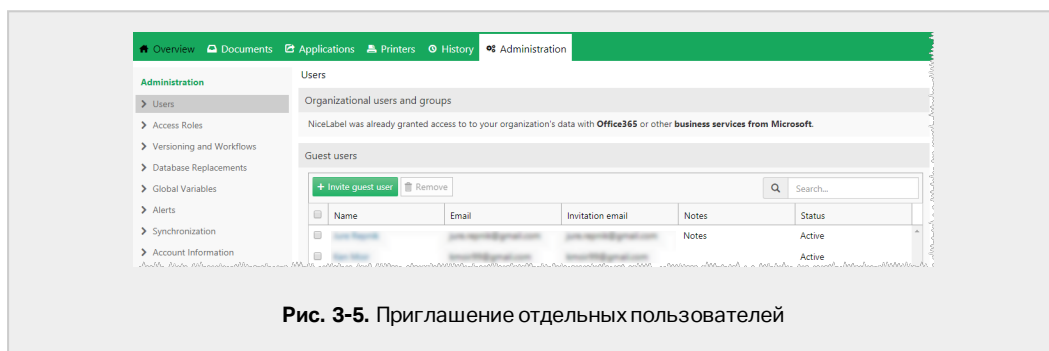 Overview Documents Applications Printers History Administration
Administration
Users
Access Roles
Versioning and Workflows
Database Replacements
Global Variables
Alerts
Synchronization
Account Information
Users
Organizational users and groups
NiceLabel was already granted access to to your organization's data with Office365 or other business services from Microsoft.
Guest users
+ Invite guest user Remove Search...
Name Email Invitation email Notes Status
Notes Active
Active
Рис. 3-5. Приглашение отдельных пользователей